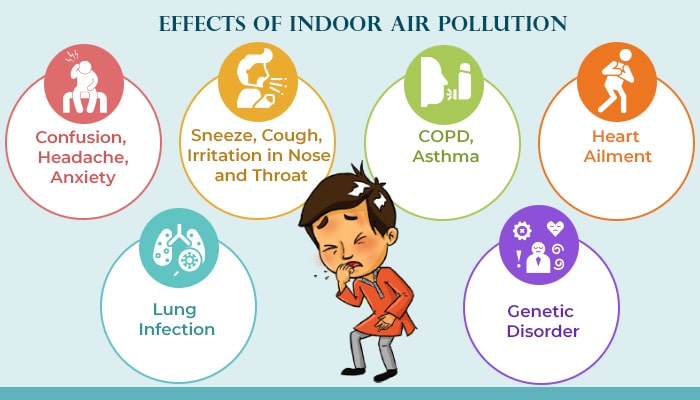 EFFECTS OF INDOOR AIR POLLUTION
Confusion,
Headache,
Anxiety
Sneeze, Cough,
Irritation in Nose
and Throat
COPD,
Asthma
Heart
Ailment
Lung
Infection
Genetic
Disorder